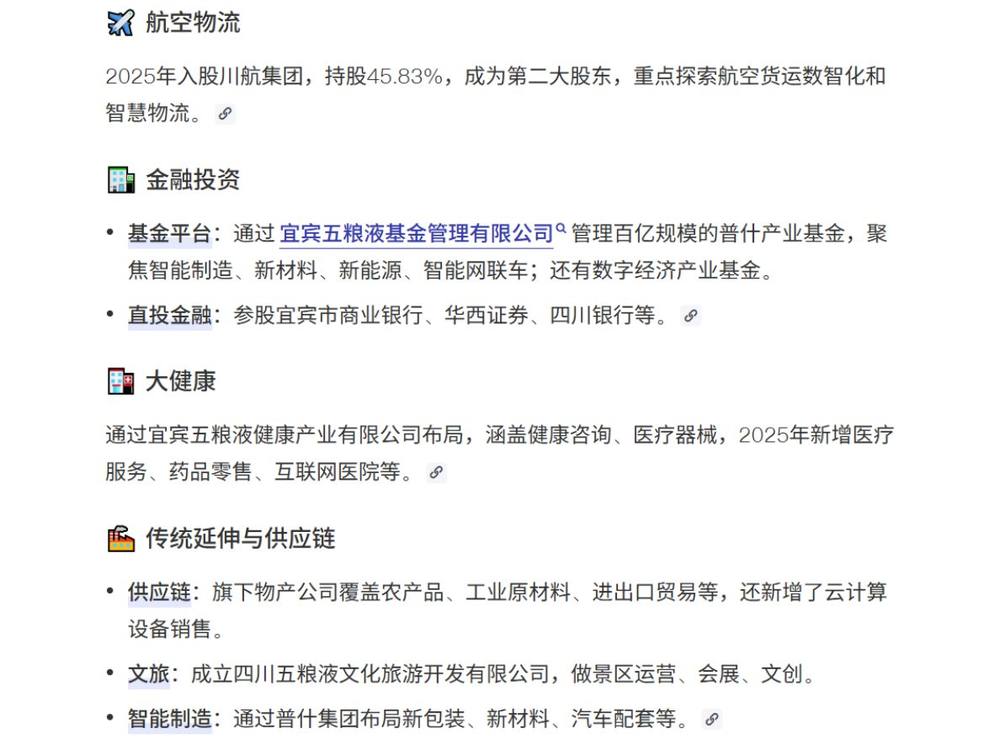 航空物流
2025年入股川航集团，持股45.83%，成为第二大股东，重点探索航空货运数智化和
智慧物流。
金融投资
• 基金平台：通过 宜宾五粮液基金管理有限公司 管理百亿规模的普什产业基金，聚
焦智能制造、新材料、新能源、智能网联车；还有数字经济产业基金。
• 直投金融：参股宜宾市商业银行、华西证券、四川银行等。
大健康
通过宜宾五粮液健康产业有限公司布局，涵盖健康咨询、医疗器械，2025年新增医疗
服务、药品零售、互联网医院等。
传统延伸与供应链
• 供应链：旗下物产公司覆盖农产品、工业原材料、进出口贸易等，还新增了云计算
设备销售。
• 文旅：成立四川五粮液文化旅游开发有限公司，做景区运营、会展、文创。
• 智能制造：通过普什集团布局新包装、新材料、汽车配套等。